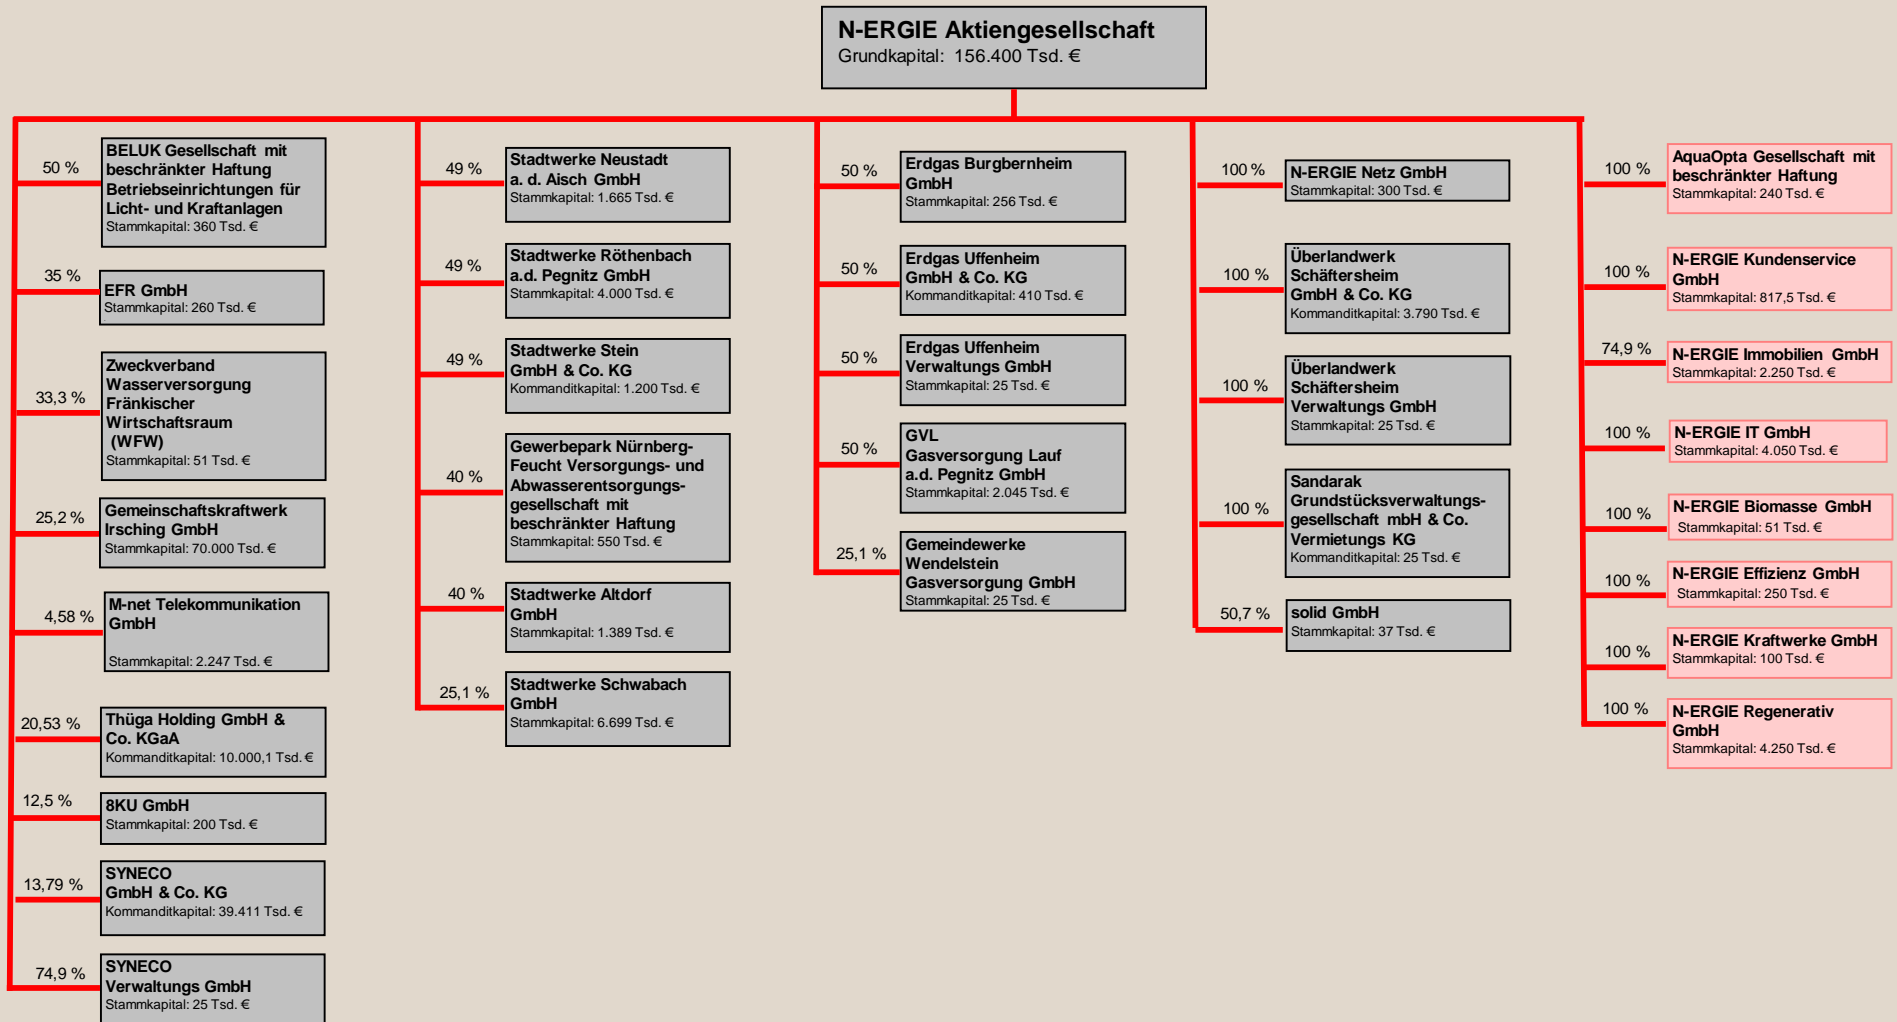 N-ERGIE Aktiengesellschaft
Grundkapital: 156.400 Tsd. €
50 %
BELUK Gesellschaft mit
beschränkter Haftung
Betriebseinrichtungen für
Licht- und Kraftanlagen
Stammkapital: 360 Tsd. €
35 %
EFR GmbH
Stammkapital: 260 Tsd. €
33,3 %
Zweckverband
Wasserversorgung
Fränkischer
Wirtschaftsraum
(WFW)
Stammkapital: 51 Tsd. €
25,2 %
Gemeinschaftskraftwerk
Irsching GmbH
Stammkapital: 70.000 Tsd. €
4,58 %
M-net Telekommunikation
GmbH
Stammkapital: 2.247 Tsd. €
20,53 %
Thüga Holding GmbH &
Co. KGaA
Kommanditkapital: 10.000,1 Tsd. €
12,5 %
8KU GmbH
Stammkapital: 200 Tsd. €
13,79 %
SYNECO
GmbH & Co. KG
Kommanditkapital: 39.411 Tsd. €
74,9 %
SYNECO
Verwaltungs GmbH
Stammkapital: 25 Tsd. €
49 %
Stadtwerke Neustadt
a. d. Aisch GmbH
Stammkapital: 1.665 Tsd. €
49 %
Stadtwerke Röthenbach
a.d. Pegnitz GmbH
Stammkapital: 4.000 Tsd. €
49 %
Stadtwerke Stein
GmbH & Co. KG
Kommanditkapital: 1.200 Tsd. €
40 %
Gewerbepark Nürnberg-
Feucht Versorgungs- und
Abwasserentsorgungs-
gesellschaft mit
beschränkter Haftung
Stammkapital: 550 Tsd. €
40 %
Stadtwerke Altdorf
GmbH
Stammkapital: 1.389 Tsd. €
25,1 %
Stadtwerke Schwabach
GmbH
Stammkapital: 6.699 Tsd. €
50 %
Erdgas Burgbernheim
GmbH
Stammkapital: 256 Tsd. €
50 %
Erdgas Uffenheim
GmbH & Co. KG
Kommanditkapital: 410 Tsd. €
50 %
Erdgas Uffenheim
Verwaltungs GmbH
Stammkapital: 25 Tsd. €
50 %
GVL
Gasversorgung Lauf
a.d. Pegnitz GmbH
Stammkapital: 2.045 Tsd. €
25,1 %
Gemeindewerke
Wendelstein
Gasversorgung GmbH
Stammkapital: 25 Tsd. €
100 %
N-ERGIE Netz GmbH
Stammkapital: 300 Tsd. €
100 %
Überlandwerk
Schäftersheim
GmbH & Co. KG
Kommanditkapital: 3.790 Tsd. €
100 %
Überlandwerk
Schäftersheim
Verwaltungs GmbH
Stammkapital: 25 Tsd. €
100 %
Sandarak
Grundstücksverwaltungs-
gesellschaft mbH & Co.
Vermietungs KG
Kommanditkapital: 25 Tsd. €
50,7 %
solid GmbH
Stammkapital: 37 Tsd. €
100 %
AquaOpta Gesellschaft mit
beschränkter Haftung
Stammkapital: 240 Tsd. €
100 %
N-ERGIE Kundenservice
GmbH
Stammkapital: 817,5 Tsd. €
74,9 %
N-ERGIE Immobilien GmbH
Stammkapital: 2.250 Tsd. €
100 %
N-ERGIE IT GmbH
Stammkapital: 4.050 Tsd. €
100 %
N-ERGIE Biomasse GmbH
Stammkapital: 51 Tsd. €
100 %
N-ERGIE Effizienz GmbH
Stammkapital: 250 Tsd. €
100 %
N-ERGIE Kraftwerke GmbH
Stammkapital: 100 Tsd. €
100 %
N-ERGIE Regenerativ
GmbH
Stammkapital: 4.250 Tsd. €